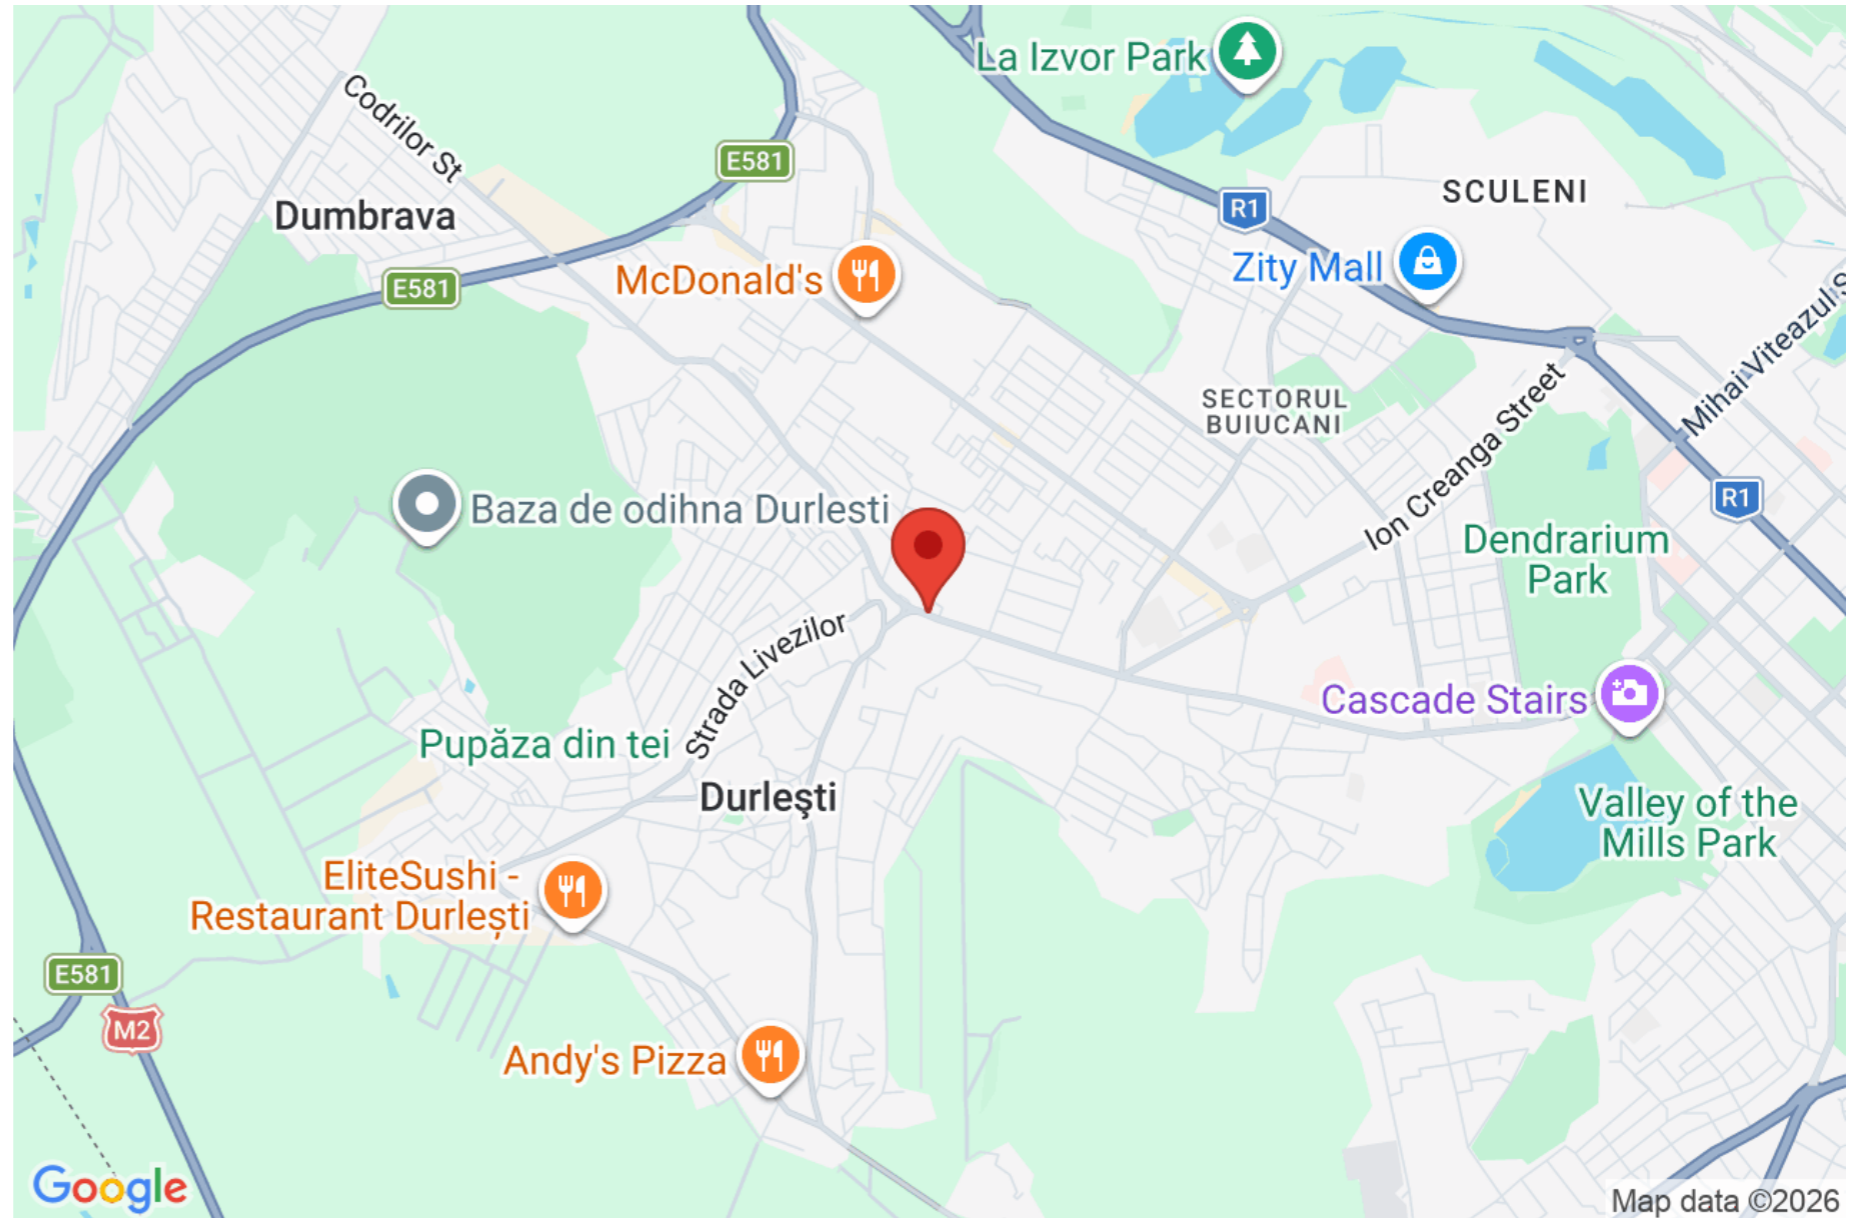 La Izvor Park
Codrilor St
E581
SCULENI
R1
Dumbrava
Zity Mall
McDonald's
E581
Mihai Viteazul S
SECTORUL
BUIUCANI
Ion Creanga Street
R1
Baza de odihna Durlesti
Dendrarium
Park
Strada Livezilor
Cascade Stairs
Pupăza din tei
Durleşti
Valley of the
Mills Park
EliteSushi -
Restaurant Durlești
E581
M2
Andy's Pizza
Google
Map data ©2026